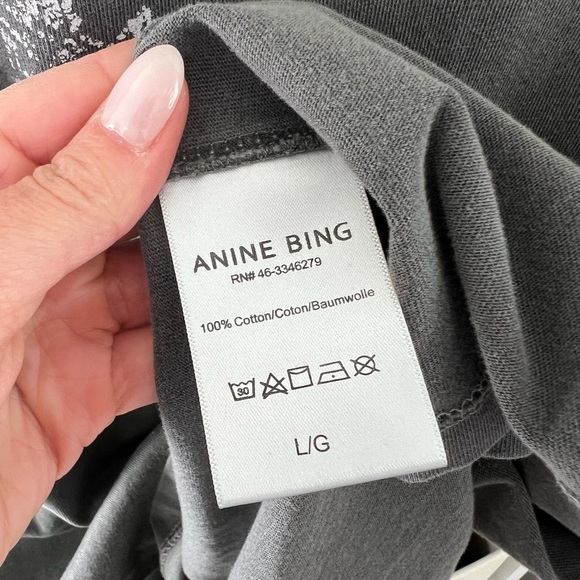 ANINE BING
RN# 46-3346279
100% Cotton/Coton/Baumwolle
30
L/G